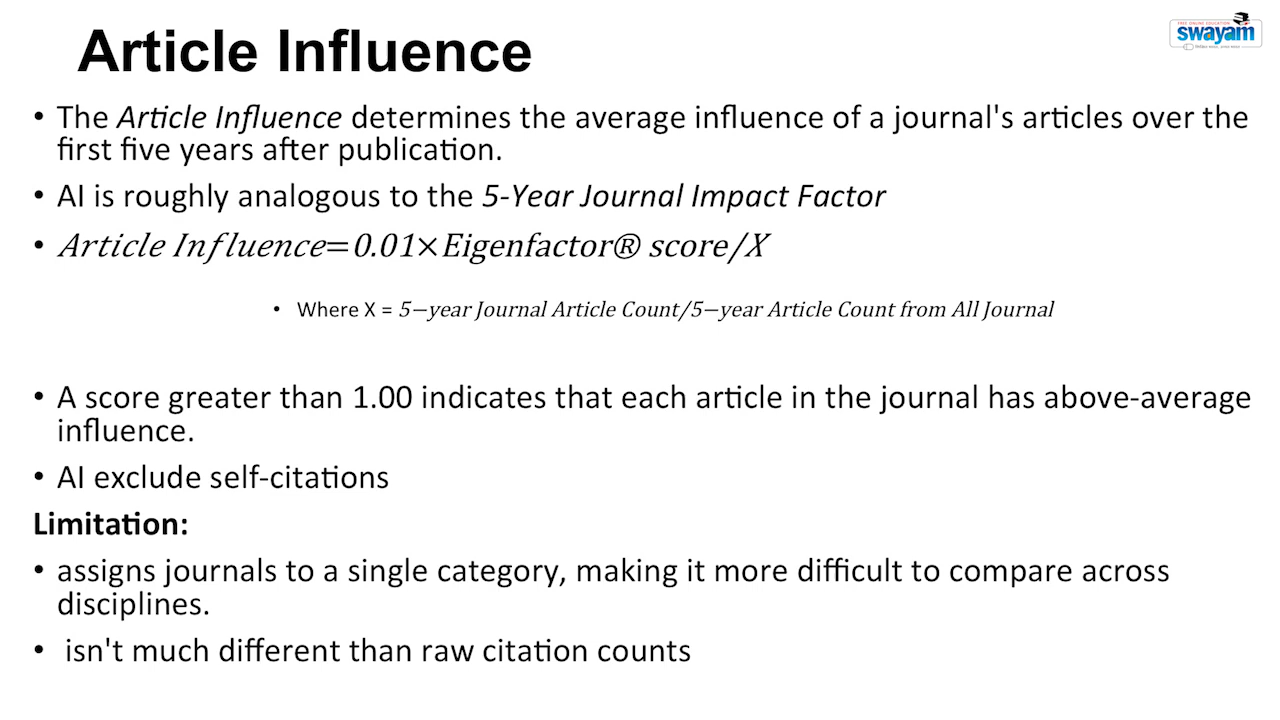 Article Influence
FREE ONLINE EDUCATION
swayam
• The Article Influence determines the average influence of a journal's articles over the
first five years after publication.
• AI is roughly analogous to the 5-Year Journal Impact Factor
• Article Influence=0.01×Eigenfactor® score/X
• Where X = 5−year Journal Article Count/5−year Article Count from All Journal
• A score greater than 1.00 indicates that each article in the journal has above-average
influence.
• AI exclude self-citations
Limitation:
• assigns journals to a single category, making it more difficult to compare across
disciplines.
• isn't much different than raw citation counts